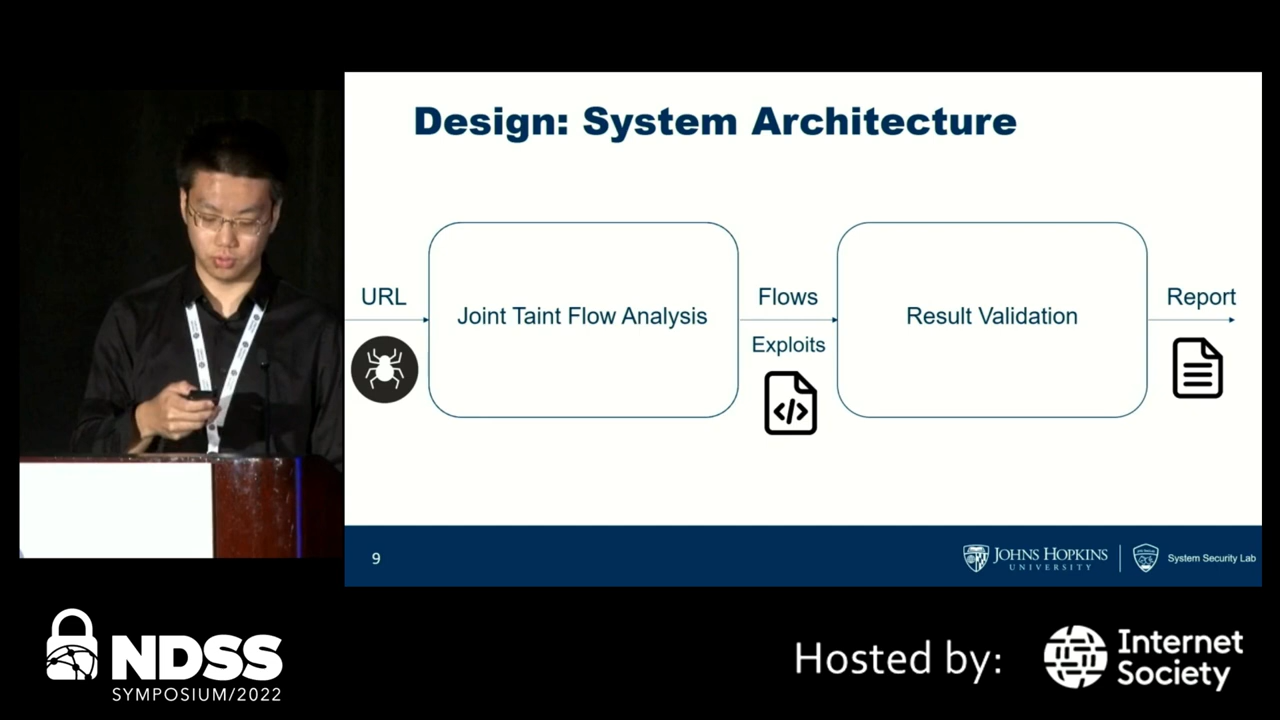 Design: System Architecture
URL
Joint Taint Flow Analysis
Flows
Exploits
</>
Result Validation
Report
9
JOHNS HOPKINS
UNIVERSITY
System Security Lab
NDSS
SYMPOSIUM/2022
Hosted by:
Internet
Society